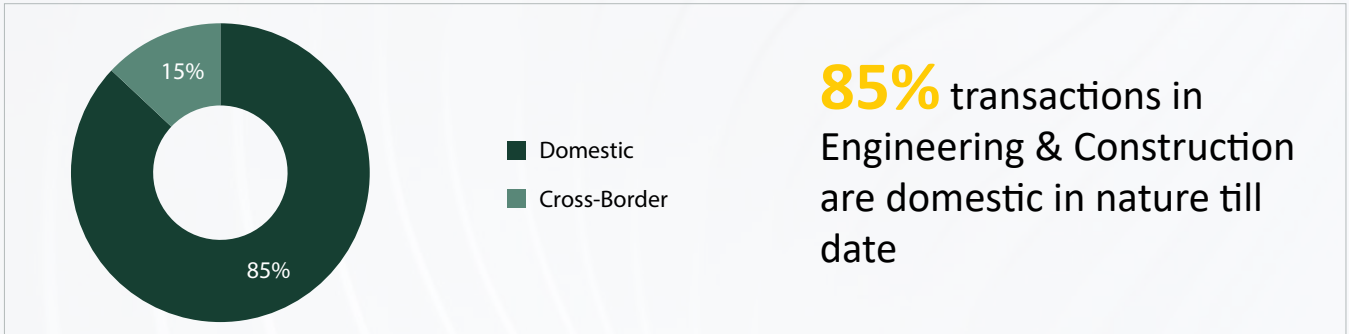 15%
85%
Domestic
Cross-Border
85% transactions in
Engineering & Construction
are domestic in nature till
date